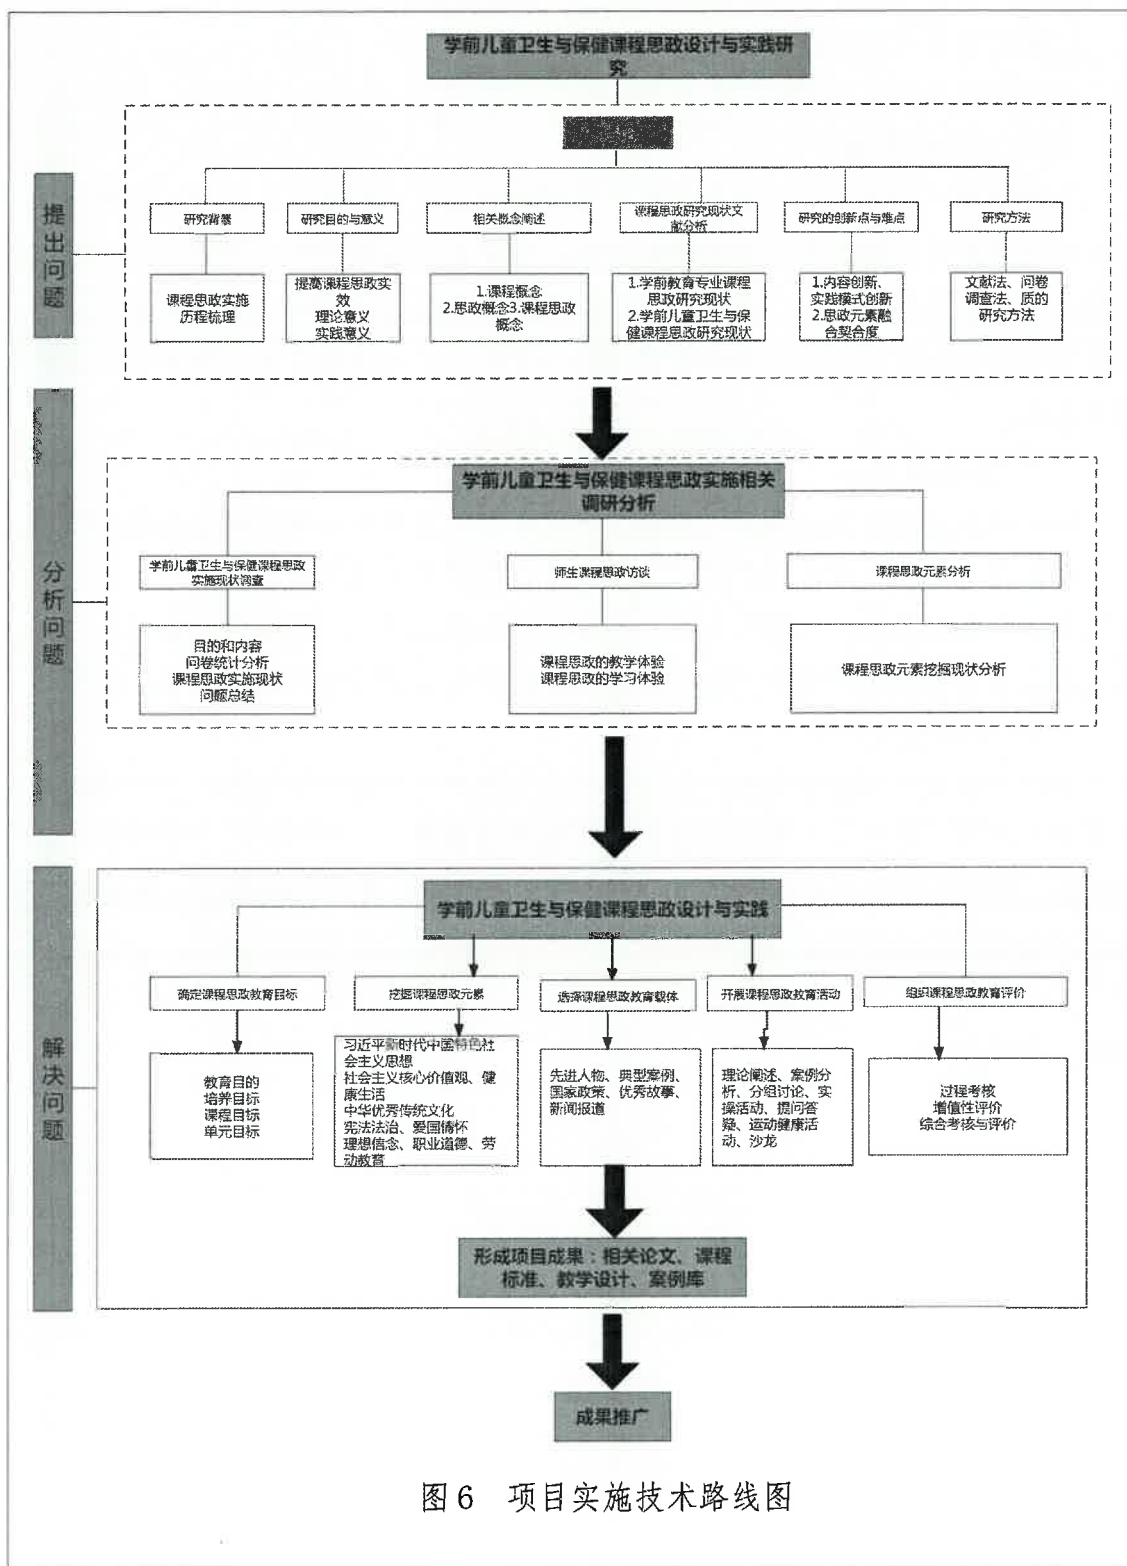 学前儿童卫生与保健课程思政设计与实践研
究
提出问题
研究背景
研究目的与意义
相关概念阐述
课程思政研究现状文
献分析
研究的创新点与难点
研究方法
课程思政实施
历程梳理
提高课程思政实
效
理论意义
实践意义
1.课程概念
2.思政概念3.课程思政
概念
1.学前教育专业课程
思政研究现状
2.学前儿童卫生与保
健课程思政研究现状
1.内容创新、
实践模式创新
2.思政元素融
合契合度
文献法、问卷
调查法、质的
研究方法
分析问题
学前儿童卫生与保健课程思政实施相关
调研分析
学前儿童卫生与保健课程思政
实施现状调查
师生课程思政访谈
课程思政元素分析
目的和内容
问卷统计分析
课程思政实施现状
问题总结
课程思政的教学体验
课程思政的学习体验
课程思政元素挖掘现状分析
解决问题
学前儿童卫生与保健课程思政设计与实践
确定课程思政教育目标
挖掘课程思政元素
选择课程思政教育载体
开展课程思政教育活动
组织课程思政教育评价
教育目的
培养目标
课程目标
单元目标
习近平新时代中国特色社
会主义思想
社会主义核心价值观、健
康生活
中华优秀传统文化
宪法法治、爱国情怀
理想信念、职业道德、劳
动教育
先进人物、典型案例、
国家政策、优秀故事、
新闻报道
理论阐述、案例分
析、分组讨论、实
操活动、提问答
疑、运动健康活
动、沙龙
过程考核
增值性评价
综合考核与评价
形成项目成果：相关论文、课程
标准、教学设计、案例库
成果推广
图6 项目实施技术路线图